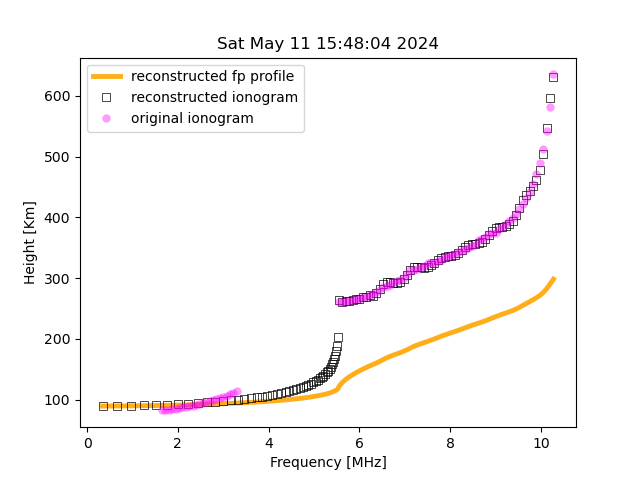 Sat May 11 15:48:04 2024
reconstructed fp profile
reconstructed ionogram
original ionogram
Height [Km]
600
500
400
300
200
100
0 2 4 6 8 10
Frequency [MHz]